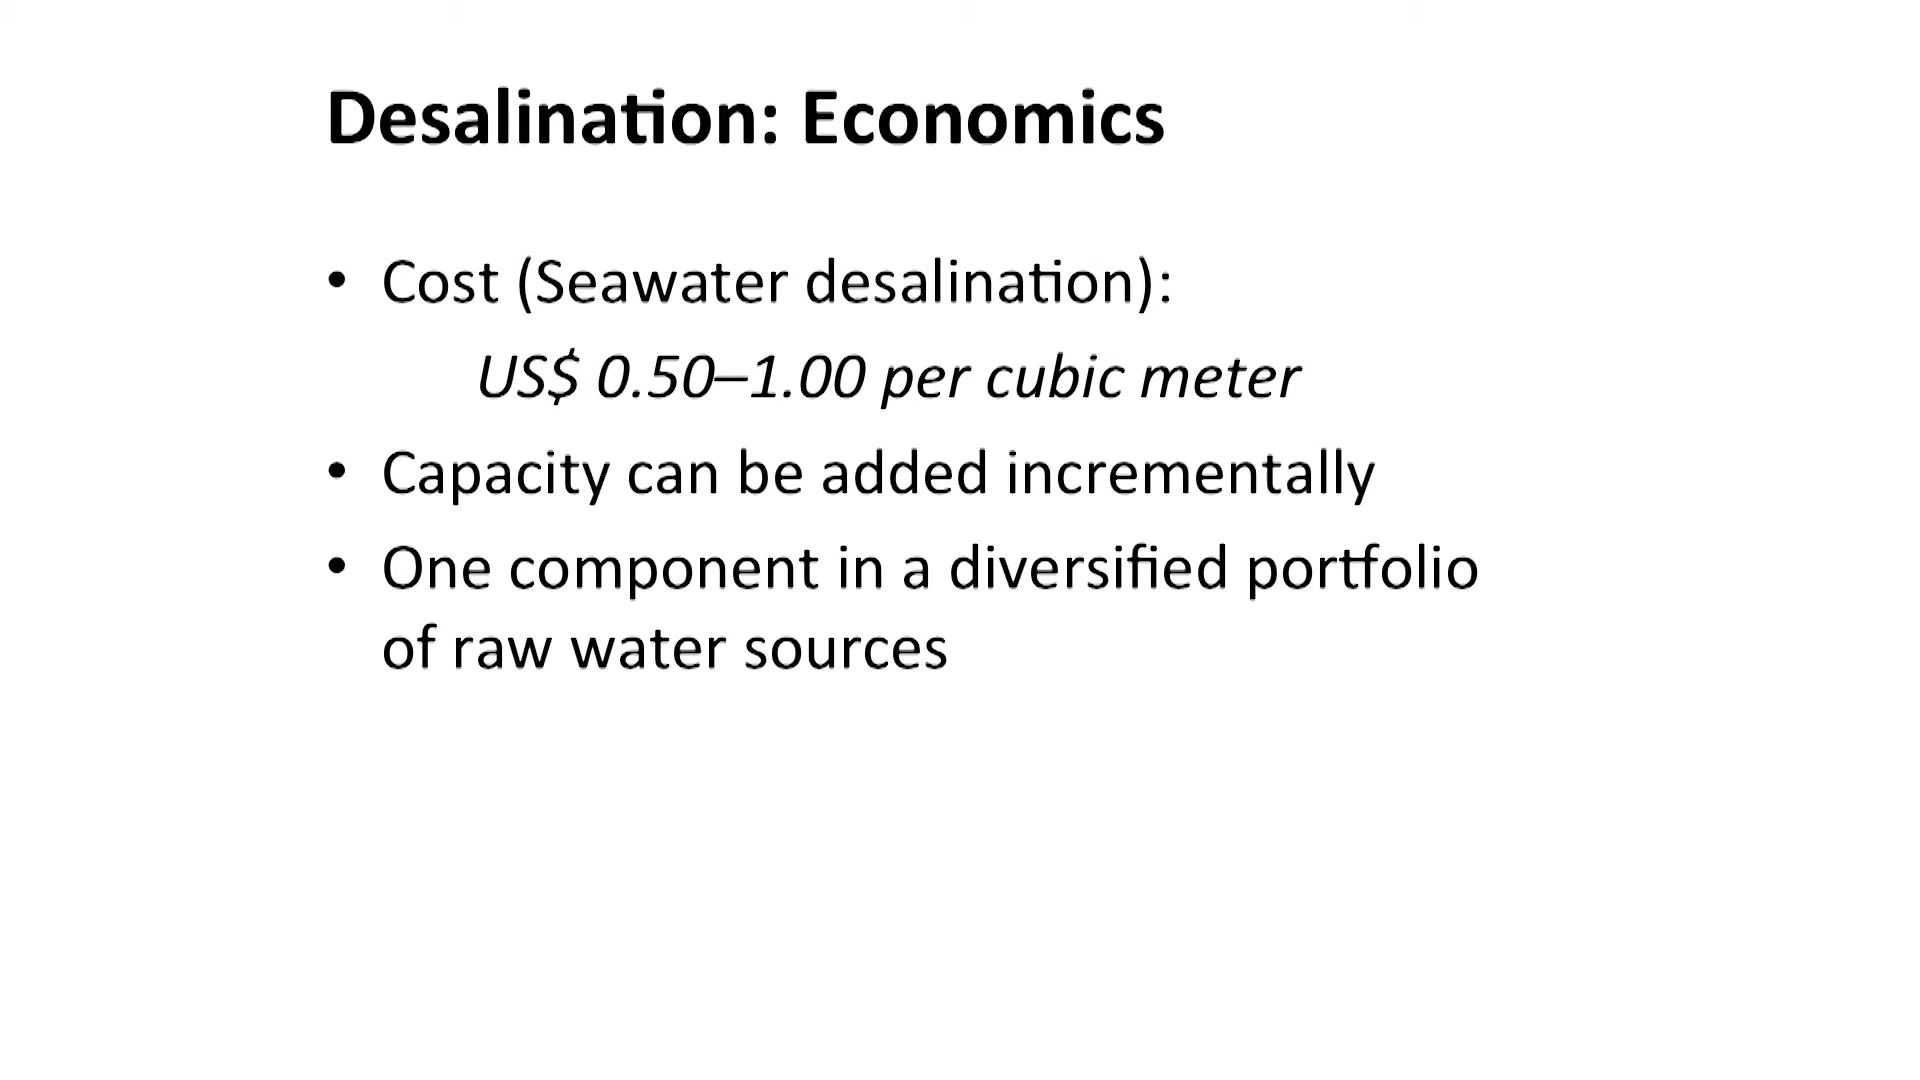 Desalination: Economics
• Cost (Seawater desalination):
US$ 0.50–1.00 per cubic meter
• Capacity can be added incrementally
• One component in a diversified portfolio
of raw water sources